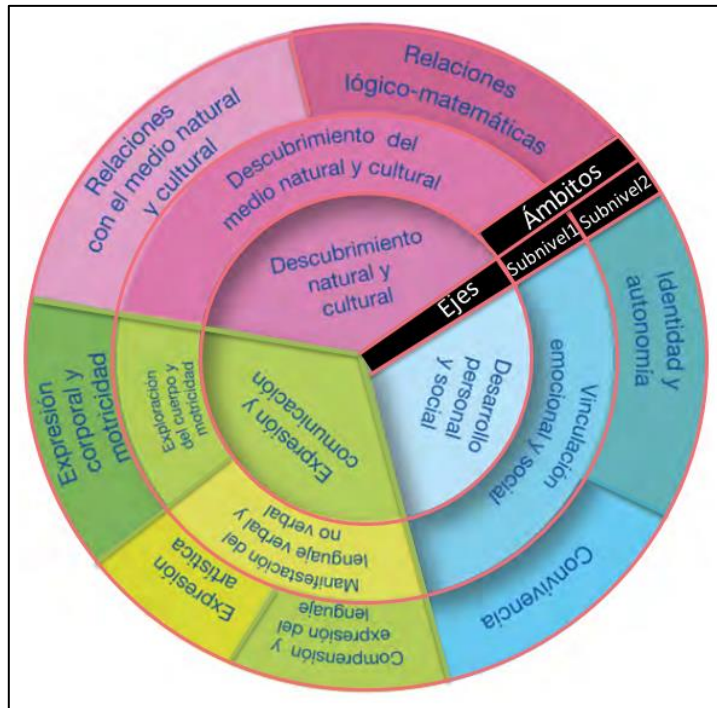 Relaciones
lógico-matemáticas
Relaciones
con el medio natural
y cultural
Descubrimiento del
medio natural y cultural
Descubrimiento
natural y
cultural
Ámbitos
Subnivel1
Subnivel2
Ejes
Identidad y
autonomía
Vinculación
emocional y social
Desarrollo
personal
y social
Convivencia
Expresión y
comunicación
Exploración
del cuerpo y
motricidad
Expresión
corporal y
motricidad
Manifestación del
lenguaje verbal y
no verbal
Expresión
artística
Comprensión y
expresión del
lenguaje